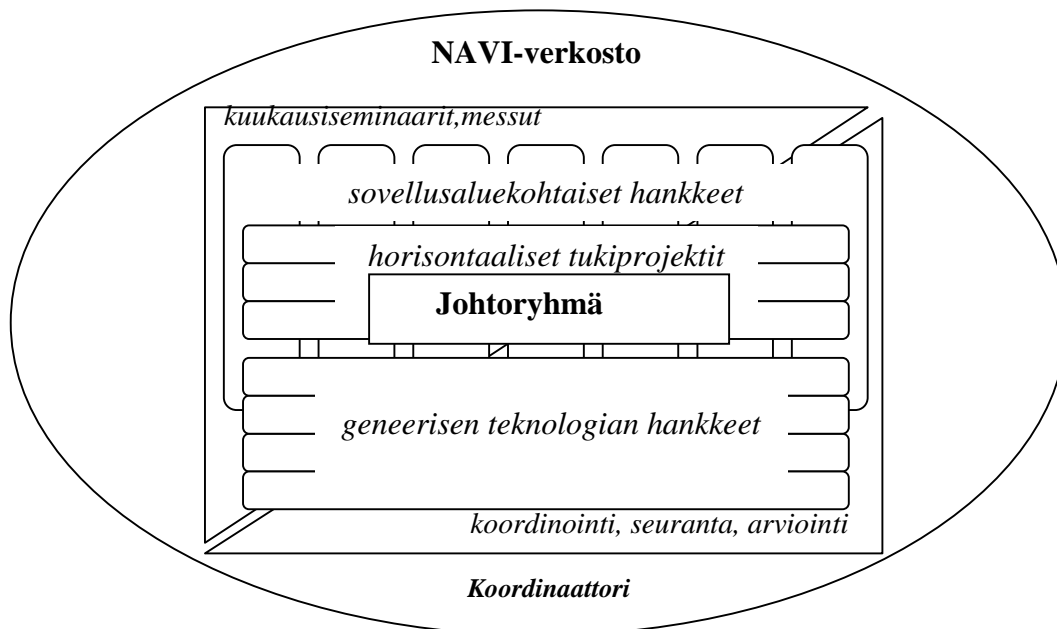 NAVI-verkosto
kuukausiseminaarit,messut
sovellusaluekohtaiset hankkeet
horisontaaliset tukiprojektit
Johtoryhmä
geneerisen teknologian hankkeet
koordinointi, seuranta, arviointi
Koordinaattori